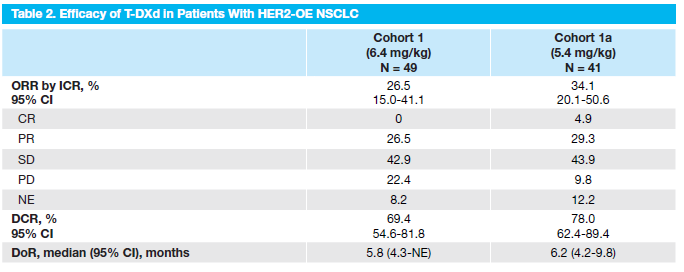 Table 2. Efficacy of T-DXd in Patients With HER2-OE NSCLC
Cohort 1 Cohort 1a
(6.4 mg/kg) (5.4 mg/kg)
N = 49 N = 41
ORR by ICR, % 26.5 34.1
95% CI 15.0-41.1 20.1-50.6
CR 0 4.9
PR 26.5 29.3
SD 42.9 43.9
PD 22.4 9.8
NE 8.2 12.2
DCR, % 69.4 78.0
95% CI 54.6-81.8 62.4-89.4
DoR, median (95% CI), months 5.8 (4.3-NE) 6.2 (4.2-9.8)